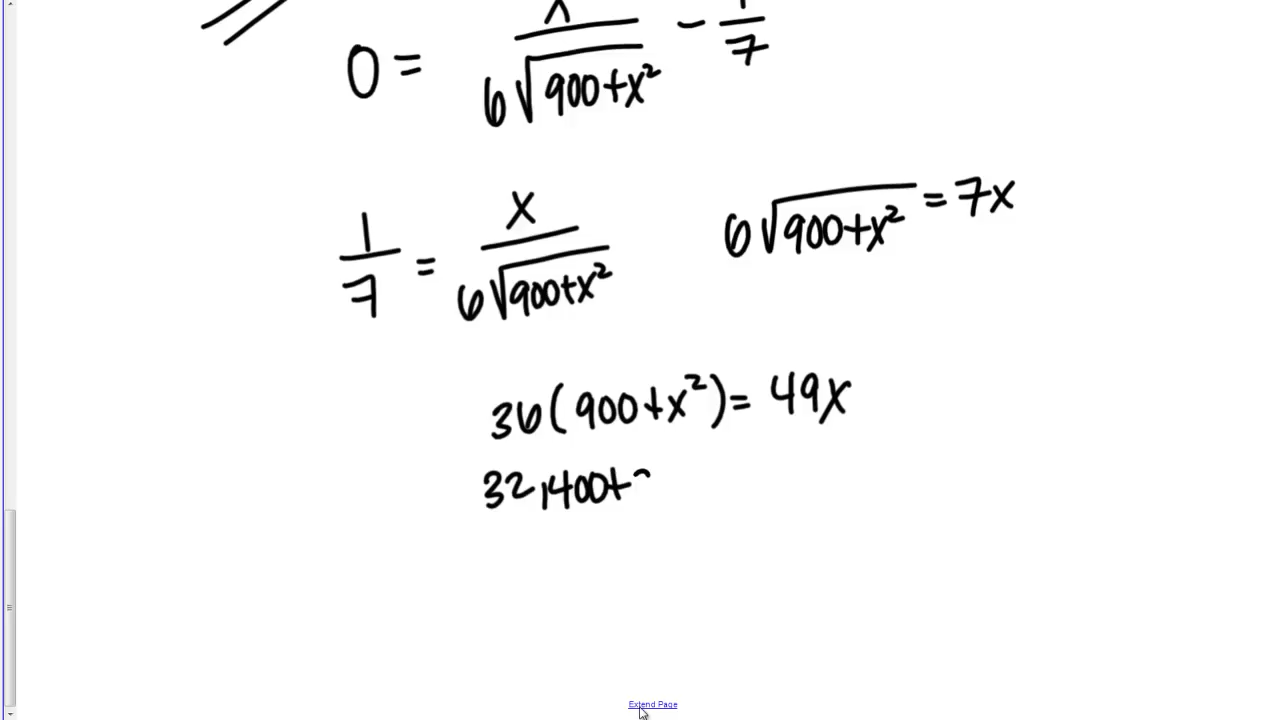 0 = x / 6√900+x² - 1/7
1/7 = x / 6√900+x²    6√900+x² = 7x
36(900+x²) = 49x
32,400+
Extend Page